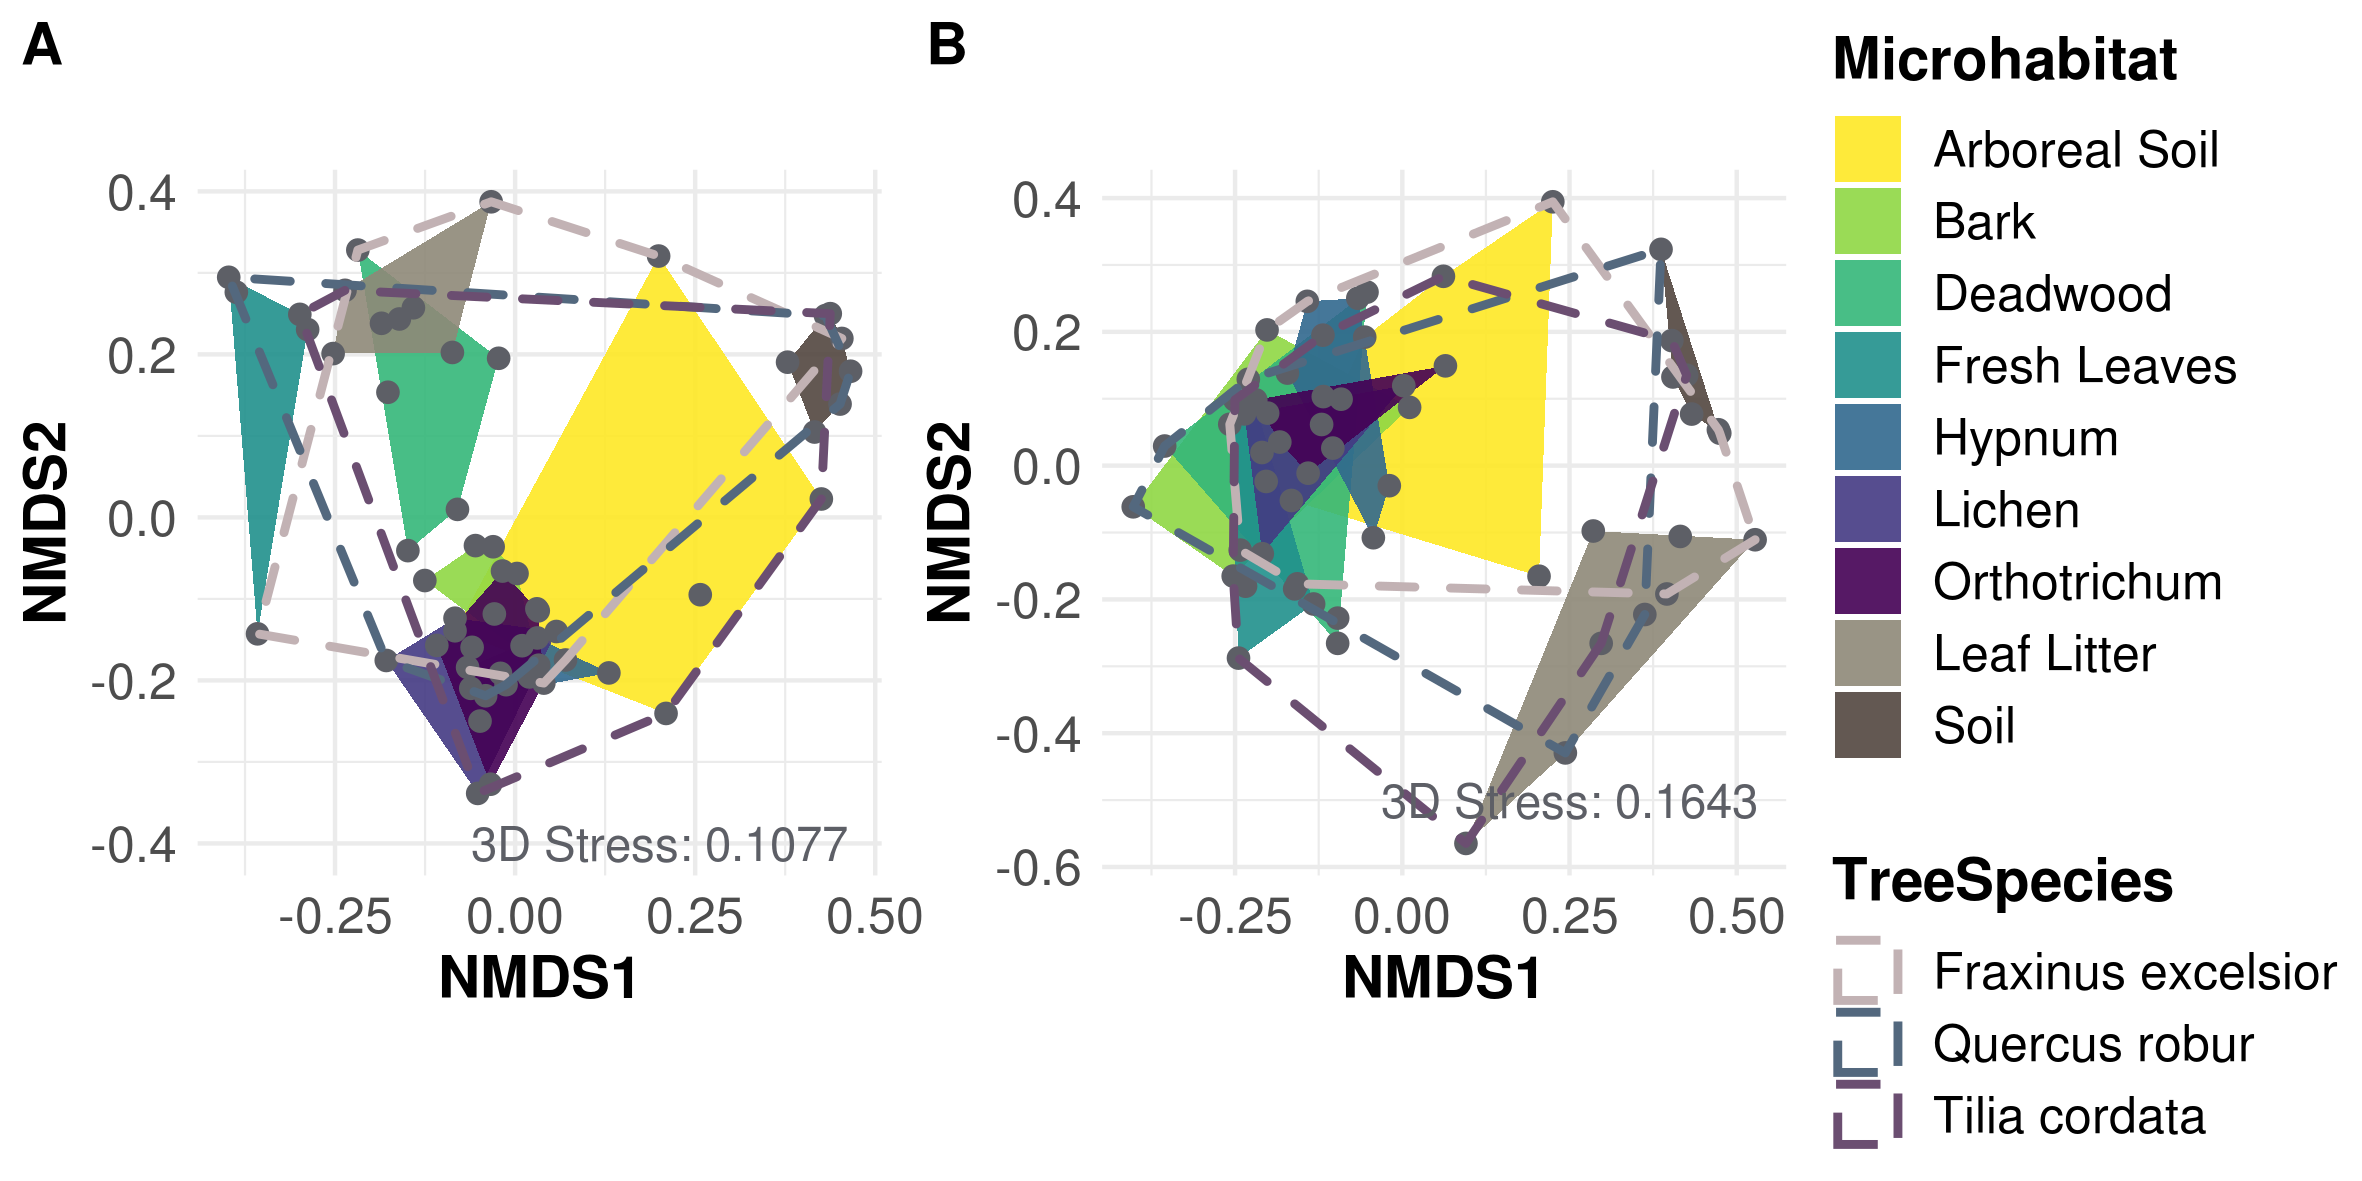 A
B
0.4
0.2
0.0
-0.2
-0.4
NMDS2
-0.25
0.00
0.25
0.50
NMDS1
3D Stress: 0.1077
0.4
0.2
0.0
-0.2
-0.4
-0.6
NMDS2
-0.25
0.00
0.25
0.50
NMDS1
3D Stress: 0.1643
Microhabitat
Arboreal Soil
Bark
Deadwood
Fresh Leaves
Hypnum
Lichen
Orthotrichum
Leaf Litter
Soil
TreeSpecies
Fraxinus excelsior
Quercus robur
Tilia cordata